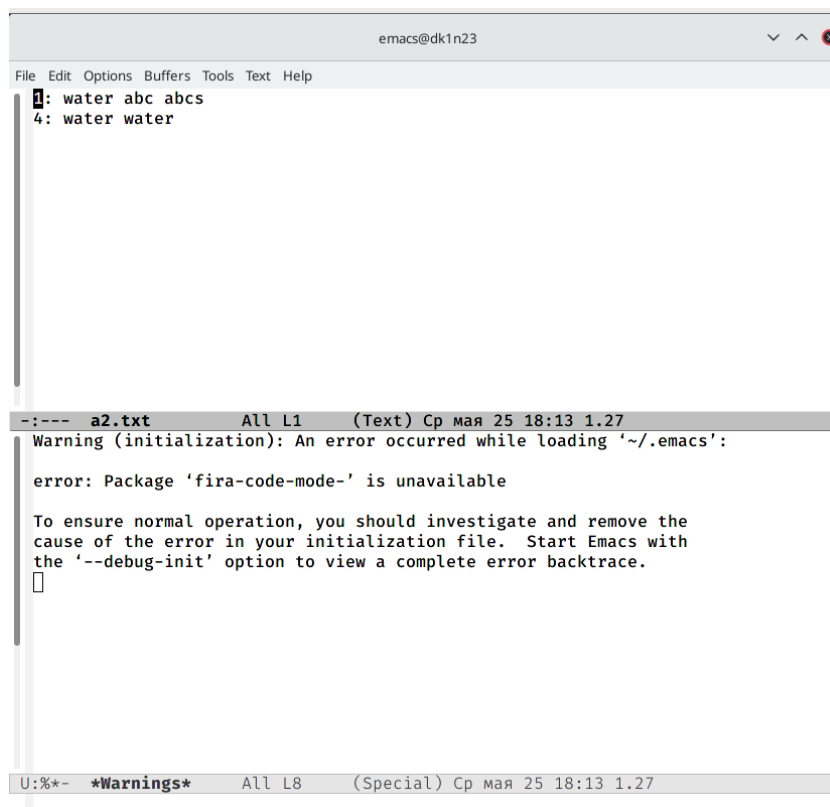 emacs@dk1n23
File Edit Options Buffers Tools Text Help
1: water abc abcs
4: water water
-:--- a2.txt All L1 (Text) Ср мая 25 18:13 1.27
Warning (initialization): An error occurred while loading ‘~/.emacs’:
error: Package ‘fira-code-mode-’ is unavailable
To ensure normal operation, you should investigate and remove the
cause of the error in your initialization file. Start Emacs with
the ‘--debug-init’ option to view a complete error backtrace.
U:%*- *Warnings* All L8 (Special) Ср мая 25 18:13 1.27